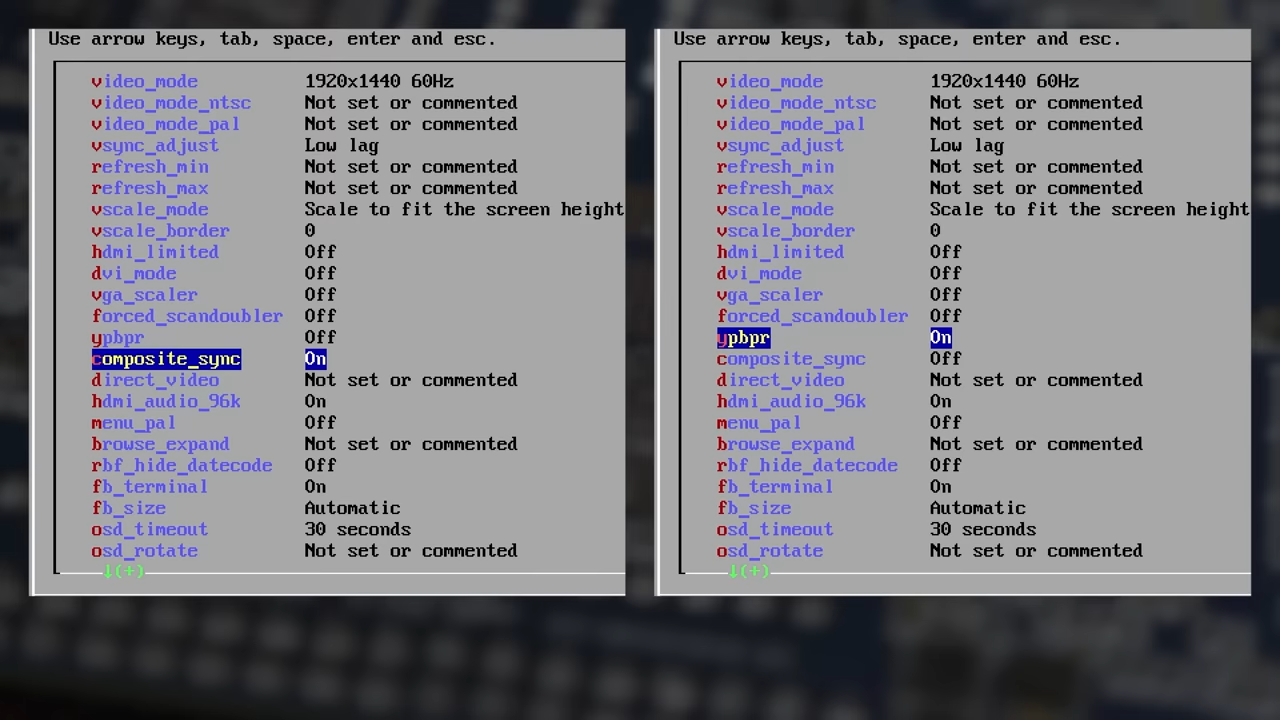 Use arrow keys, tab, space, enter and esc.
video_mode 1920x1440 60Hz
video_mode_ntsc Not set or commented
video_mode_pal Not set or commented
vsync_adjust Low lag
refresh_min Not set or commented
refresh_max Not set or commented
vscale_mode Scale to fit the screen height
vscale_border 0
hdmi_limited Off
dvi_mode Off
vga_scaler Off
forced_scandoubler Off
ypbpr Off
composite_sync On
direct_video Not set or commented
hdmi_audio_96k On
menu_pal Off
browse_expand Not set or commented
rbf_hide_datecode Off
fb_terminal On
fb_size Automatic
osd_timeout 30 seconds
osd_rotate Not set or commented
↓(+)
Use arrow keys, tab, space, enter and esc.
video_mode 1920x1440 60Hz
video_mode_ntsc Not set or commented
video_mode_pal Not set or commented
vsync_adjust Low lag
refresh_min Not set or commented
refresh_max Not set or commented
vscale_mode Scale to fit the screen height
vscale_border 0
hdmi_limited Off
dvi_mode Off
vga_scaler Off
forced_scandoubler Off
ypbpr On
composite_sync Off
direct_video Not set or commented
hdmi_audio_96k On
menu_pal Off
browse_expand Not set or commented
rbf_hide_datecode Off
fb_terminal On
fb_size Automatic
osd_timeout 30 seconds
osd_rotate Not set or commented
↓(+)